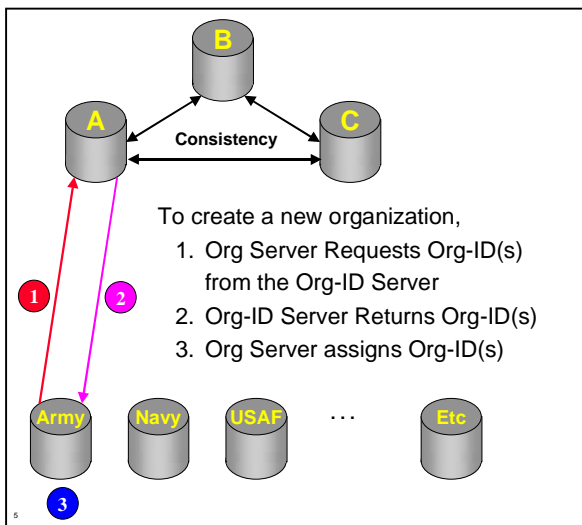 B
A
C
Consistency
To create a new organization,
1. Org Server Requests Org-ID(s)
from the Org-ID Server
2. Org-ID Server Returns Org-ID(s)
3. Org Server assigns Org-ID(s)
1
2
Army
Navy
USAF
...
Etc
3
5